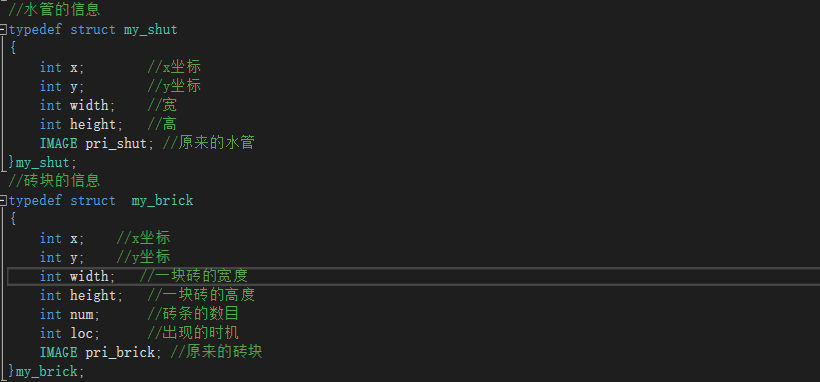 //水管的信息
typedef struct my_shut
{
int x; //x坐标
int y; //y坐标
int width; //宽
int height; //高
IMAGE pri_shut; //原来的水管
}my_shut;
//砖块的信息
typedef struct my_brick
{
int x; //x坐标
int y; //y坐标
int width; //一块砖的宽度
int height; //一块砖的高度
int num; //砖条的数目
int loc; //出现的时机
IMAGE pri_brick; //原来的砖块
}my_brick;